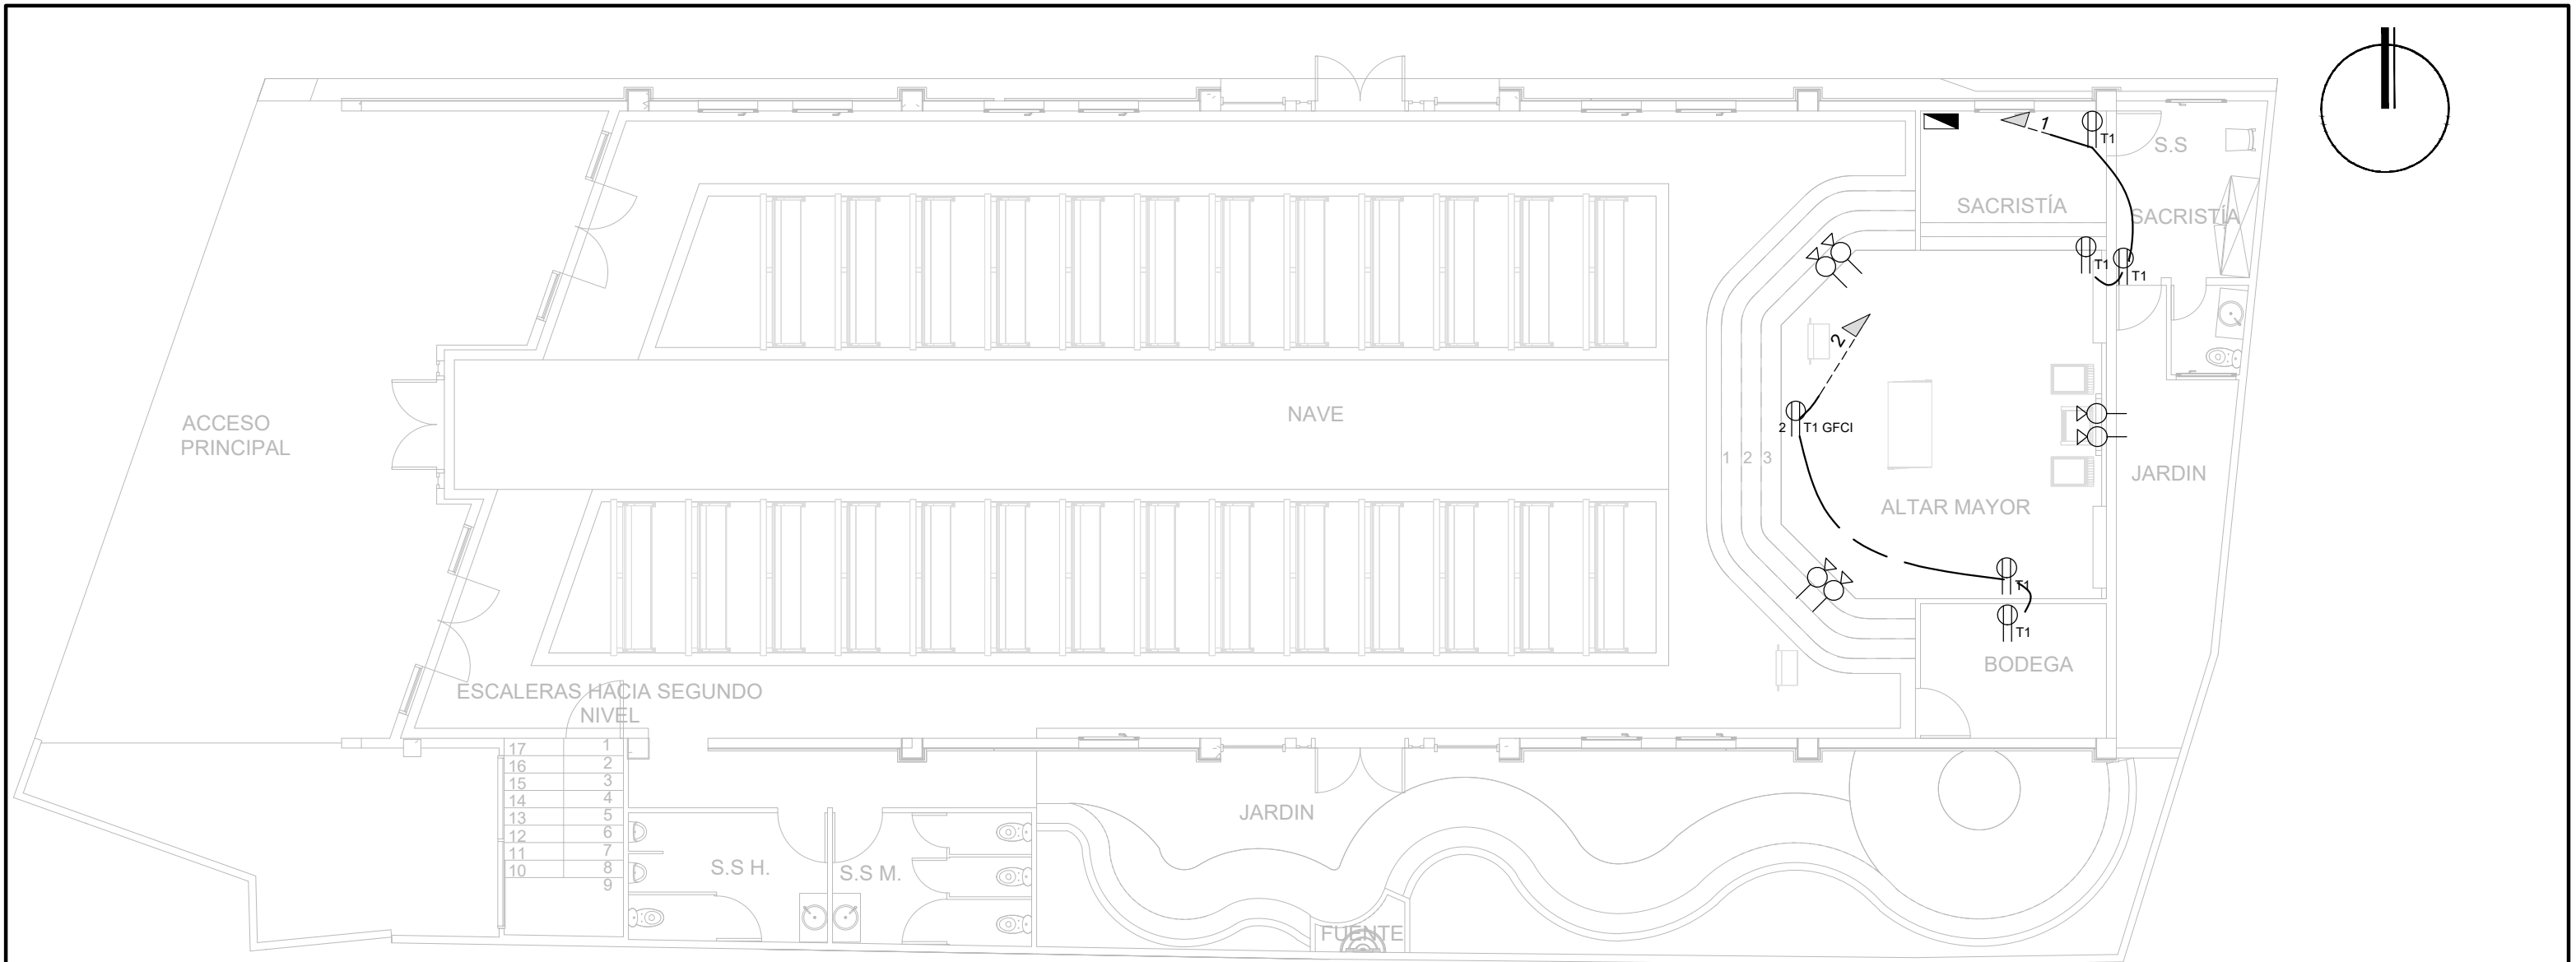 1
T1
S.S
SACRISTÍA
SACRISTÍA
T1
T1
2
ACCESO
PRINCIPAL
NAVE
2 T1 GFCI
1 2 3
JARDIN
ALTAR MAYOR
T1
T1
BODEGA
ESCALERAS HACIA SEGUNDO
NIVEL
17 1
16 2
15 3
14 4
13 5
12 6
11 7
10 8
9
JARDIN
S.S H.
S.S M.
FUENTE